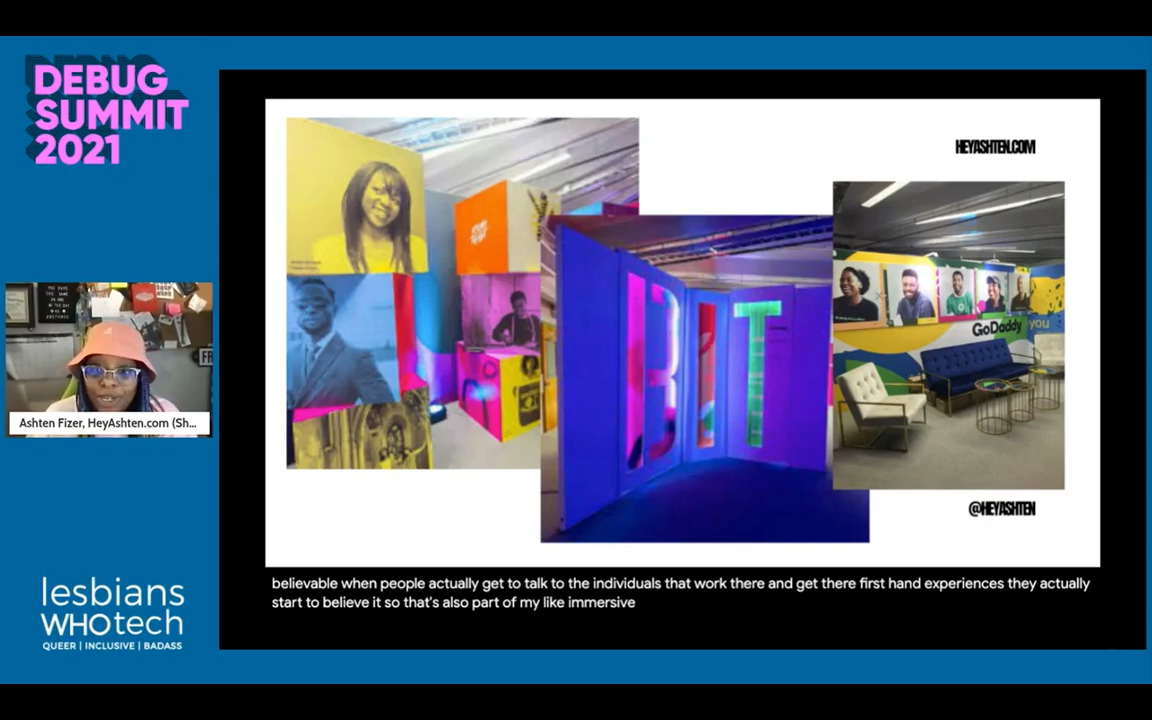 DEBUG
SUMMIT
2021
HEYASHTEN.COM
BIT
GoDaddy
you
@HEYASHTEN
FR
Ashten Fizer, HeyAshten.com (Sh...
believable when people actually get to talk to the individuals that work there and get there first hand experiences they actually
start to believe it so that's also part of my like immersive
lesbians
WHOtech
QUEER | INCLUSIVE | BADASS